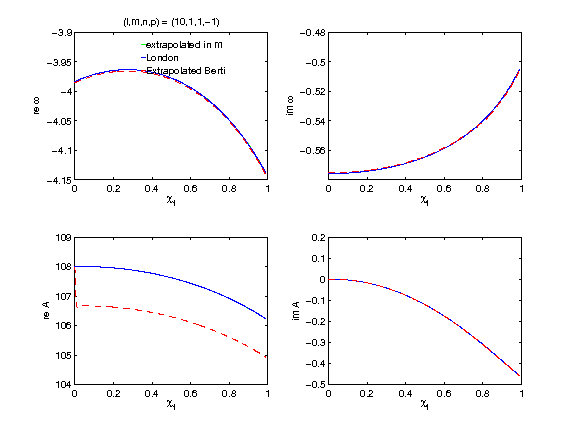 (l,m,n,p) = (10,1,1,−1)
−3.9
−3.95
−4
−4.05
−4.1
−4.15
re ω
0 0.2 0.4 0.6 0.8 1
χf
extrapolated in m
London
Extrapolated Berti
−0.48
−0.5
−0.52
−0.54
−0.56
im ω
0 0.2 0.4 0.6 0.8 1
χf
109
108
107
106
105
104
re A
0 0.2 0.4 0.6 0.8 1
χf
0.2
0.1
0
−0.1
−0.2
−0.3
−0.4
−0.5
im A
0 0.2 0.4 0.6 0.8 1
χf